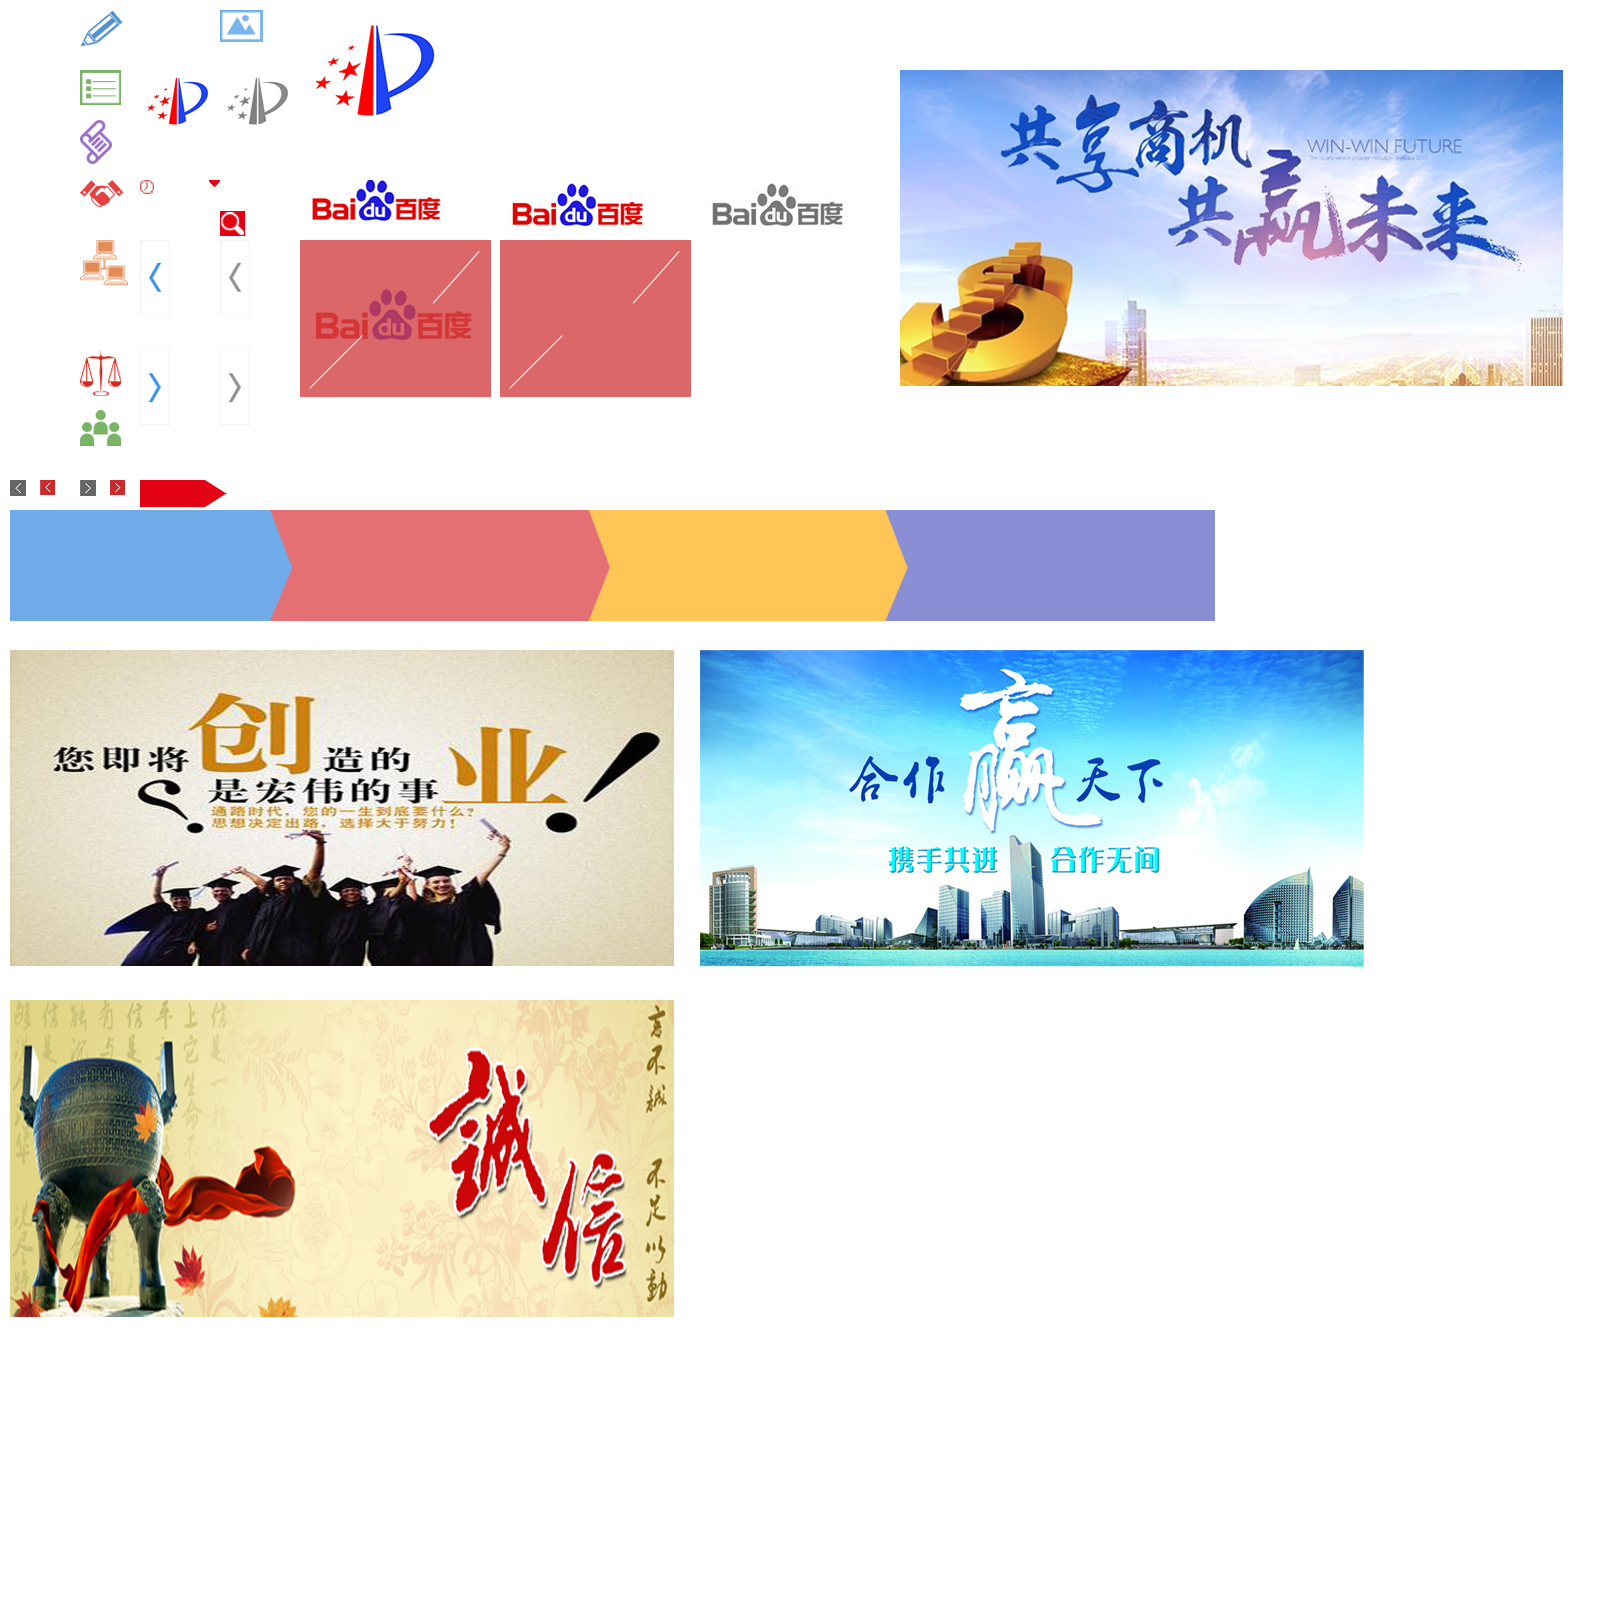 Bai du 百度
Bai du 百度
Bai du 百度
Bai du 百度
共享商机
WIN-WIN FUTURE
共赢未来
您即将创造的
是宏伟的事业!
通路时代，您的一生到底要什么?
思想决定出路，选择大于努力!
合作赢天下
携手共进 合作无间
誠信
言不誠
不足以動